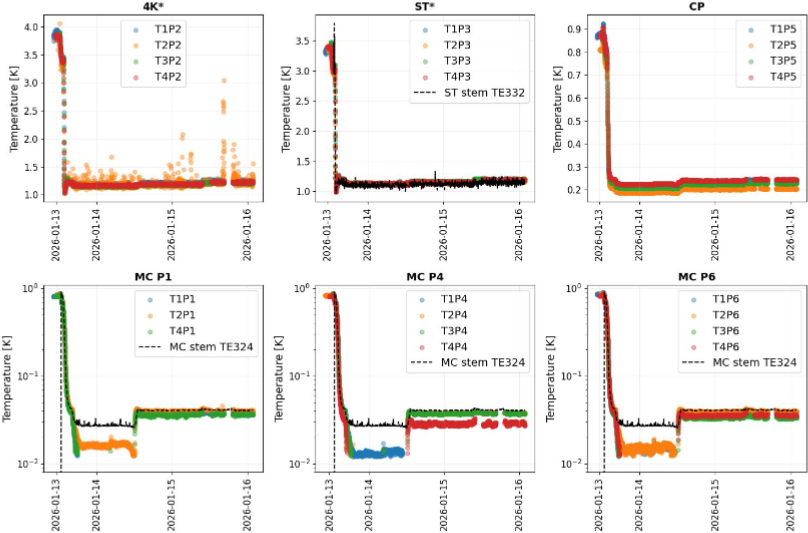 4K*
Temperature [K]
4.0
3.5
3.0
2.5
2.0
1.5
1.0
T1P2
T2P2
T3P2
T4P2
2026-01-13
2026-01-14
2026-01-15
2026-01-16
ST*
Temperature [K]
4.0
3.5
3.0
2.5
2.0
1.5
1.0
T1P3
T2P3
T3P3
T4P3
ST stem TE332
2026-01-13
2026-01-14
2026-01-15
2026-01-16
CP
Temperature [K]
0.9
0.8
0.7
0.6
0.5
0.4
0.3
0.2
T1P5
T2P5
T3P5
T4P5
2026-01-13
2026-01-14
2026-01-15
2026-01-16
MC P1
Temperature [K]
10⁰
10⁻¹
10⁻²
T1P1
T2P1
T4P1
MC stem TE324
2026-01-13
2026-01-14
2026-01-15
2026-01-16
MC P4
Temperature [K]
10⁰
10⁻¹
10⁻²
T1P4
T2P4
T3P4
T4P4
MC stem TE324
2026-01-13
2026-01-14
2026-01-15
2026-01-16
MC P6
Temperature [K]
10⁰
10⁻¹
10⁻²
T1P6
T2P6
T3P6
T4P6
MC stem TE324
2026-01-13
2026-01-14
2026-01-15
2026-01-16